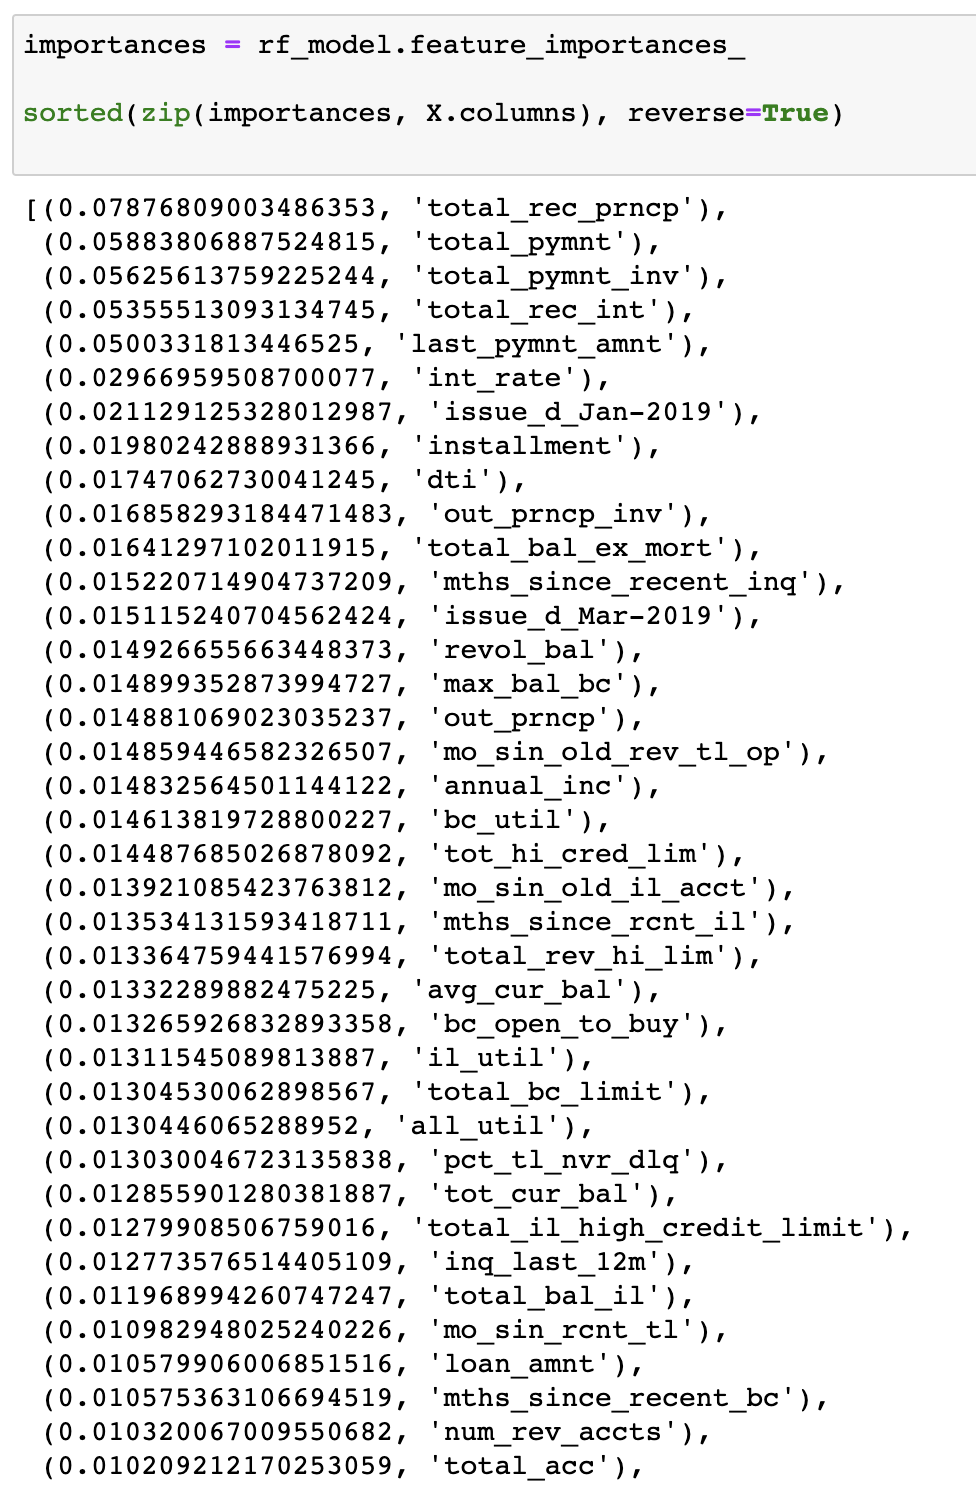 importances = rf_model.feature_importances_
sorted(zip(importances, X.columns), reverse=True)
[(0.07876809003486353, 'total_rec_prncp'),
(0.05883806887524815, 'total_pymnt'),
(0.05625613759225244, 'total_pymnt_inv'),
(0.05355513093134745, 'total_rec_int'),
(0.0500331813446525, 'last_pymnt_amnt'),
(0.02966959508700077, 'int_rate'),
(0.021129125328012987, 'issue_d_Jan-2019'),
(0.01980242888931366, 'installment'),
(0.01747062730041245, 'dti'),
(0.016858293184471483, 'out_prncp_inv'),
(0.01641297102011915, 'total_bal_ex_mort'),
(0.015220714904737209, 'mths_since_recent_inq'),
(0.015115240704562424, 'issue_d_Mar-2019'),
(0.014926655663448373, 'revol_bal'),
(0.014899352873994727, 'max_bal_bc'),
(0.014881069023035237, 'out_prncp'),
(0.014859446582326507, 'mo_sin_old_rev_tl_op'),
(0.014832564501144122, 'annual_inc'),
(0.014613819728800227, 'bc_util'),
(0.014487685026878092, 'tot_hi_cred_lim'),
(0.013921085423763812, 'mo_sin_old_il_acct'),
(0.013534131593418711, 'mths_since_rcnt_il'),
(0.013364759441576994, 'total_rev_hi_lim'),
(0.01332289882475225, 'avg_cur_bal'),
(0.013265926832893358, 'bc_open_to_buy'),
(0.01311545089813887, 'il_util'),
(0.01304530062898567, 'total_bc_limit'),
(0.0130446065288952, 'all_util'),
(0.013030046723135838, 'pct_tl_nvr_dlq'),
(0.012855901280381887, 'tot_cur_bal'),
(0.01279908506759016, 'total_il_high_credit_limit'),
(0.012773576514405109, 'inq_last_12m'),
(0.011968994260747247, 'total_bal_il'),
(0.010982948025240226, 'mo_sin_rcnt_tl'),
(0.010579906006851516, 'loan_amnt'),
(0.010575363106694519, 'mths_since_recent_bc'),
(0.010320067009550682, 'num_rev_accts'),
(0.010209212170253059, 'total_acc'),